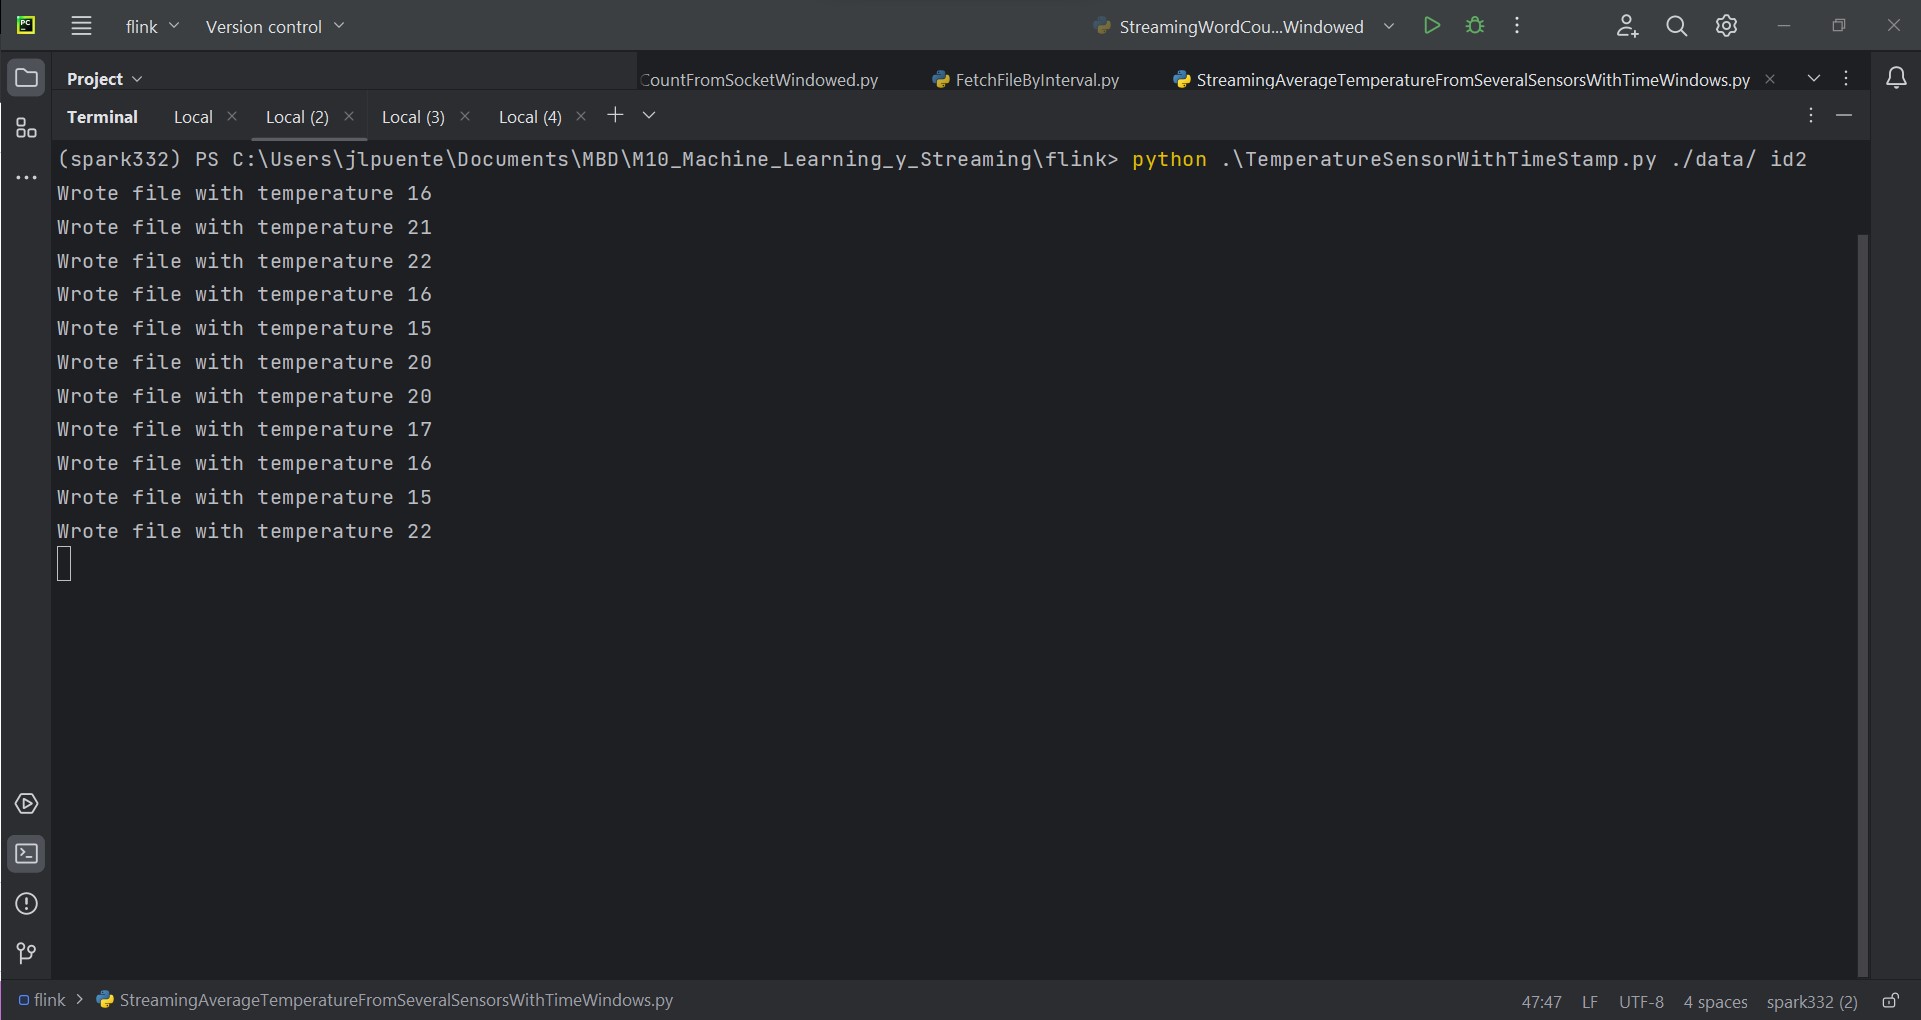 PC flink Version control StreamingWordCou...Windowed
Project CountFromSocketWindowed.py FetchFileByInterval.py StreamingAverageTemperatureFromSeveralSensorsWithTimeWindows.py
Terminal Local Local (2) Local (3) Local (4)
(spark332) PS C:\Users\jlpuente\Documents\MBD\M10_Machine_Learning_y_Streaming\flink> python .\TemperatureSensorWithTimeStamp.py ./data/ id2
Wrote file with temperature 16
Wrote file with temperature 21
Wrote file with temperature 22
Wrote file with temperature 16
Wrote file with temperature 15
Wrote file with temperature 20
Wrote file with temperature 20
Wrote file with temperature 17
Wrote file with temperature 16
Wrote file with temperature 15
Wrote file with temperature 22
flink > StreamingAverageTemperatureFromSeveralSensorsWithTimeWindows.py 47:47 LF UTF-8 4 spaces spark332 (2)